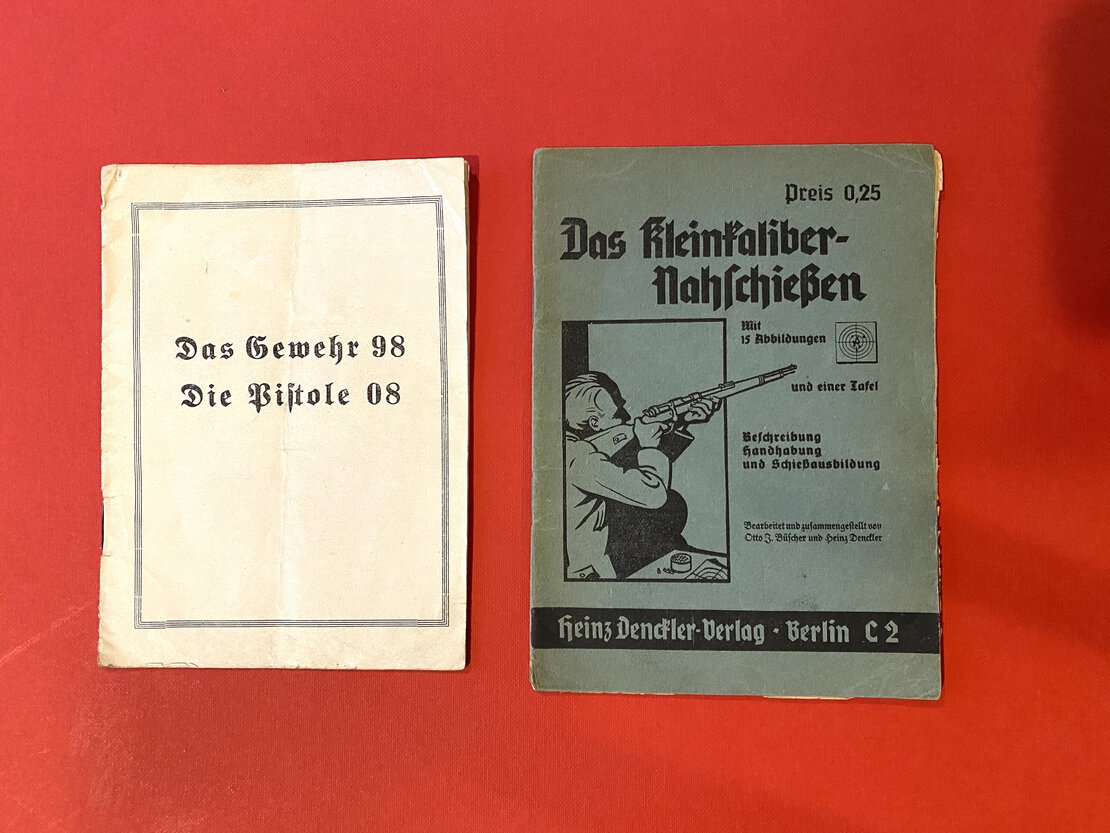 Das Gewehr 98
Die Pistole 08
Preis 0,25
Das Kleinkaliber-
Nahschießen
Mit
15 Abbildungen
und einer Tafel
Beschreibung
Handhabung
und Schießausbildung
Bearbeitet und zusammengestellt von
Otto J. Büscher und Heinz Denckler
Heinz Denckler-Verlag · Berlin C 2